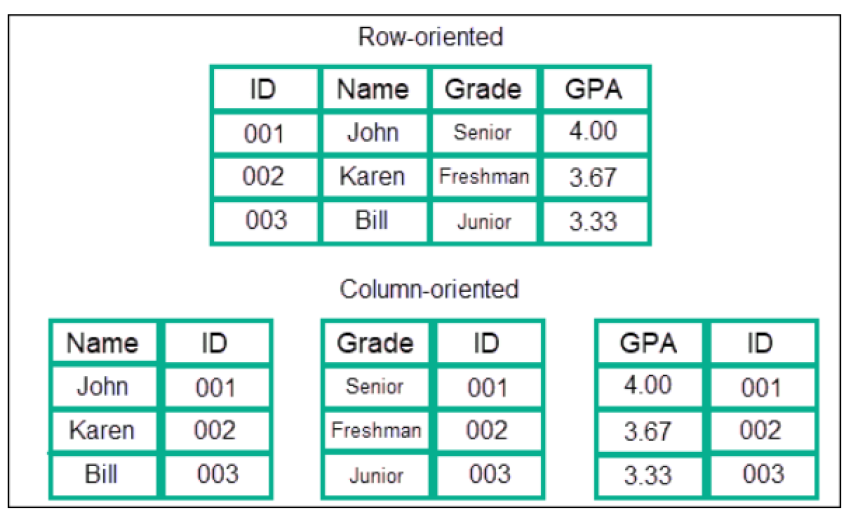 Row-oriented
ID Name Grade GPA
001 John Senior 4.00
002 Karen Freshman 3.67
003 Bill Junior 3.33
Column-oriented
Name ID Grade ID GPA ID
John 001 Senior 001 4.00 001
Karen 002 Freshman 002 3.67 002
Bill 003 Junior 003 3.33 003